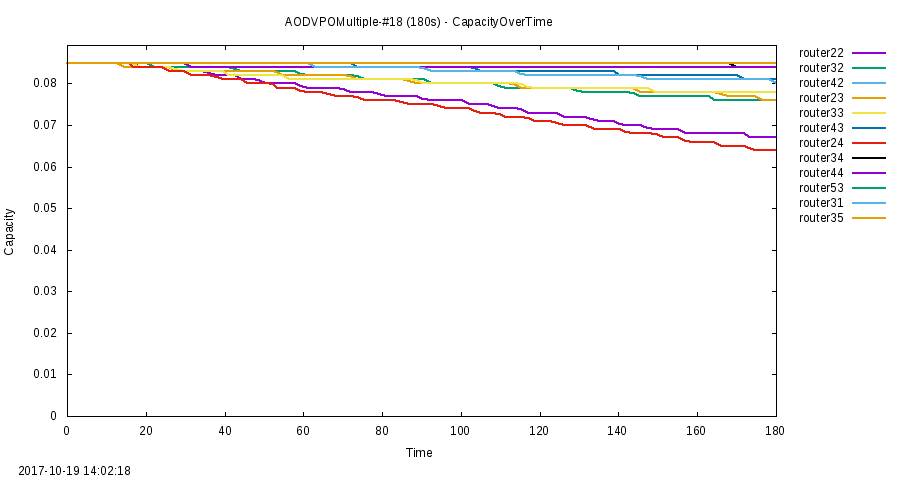 AODVPOMultiple-#18 (180s) - CapacityOverTime
router22
router32
router42
router23
router33
router43
router24
router34
router44
router53
router31
router35
0.08
0.07
0.06
0.05
0.04
0.03
0.02
0.01
0
Capacity
0 20 40 60 80 100 120 140 160 180
Time
2017-10-19 14:02:18